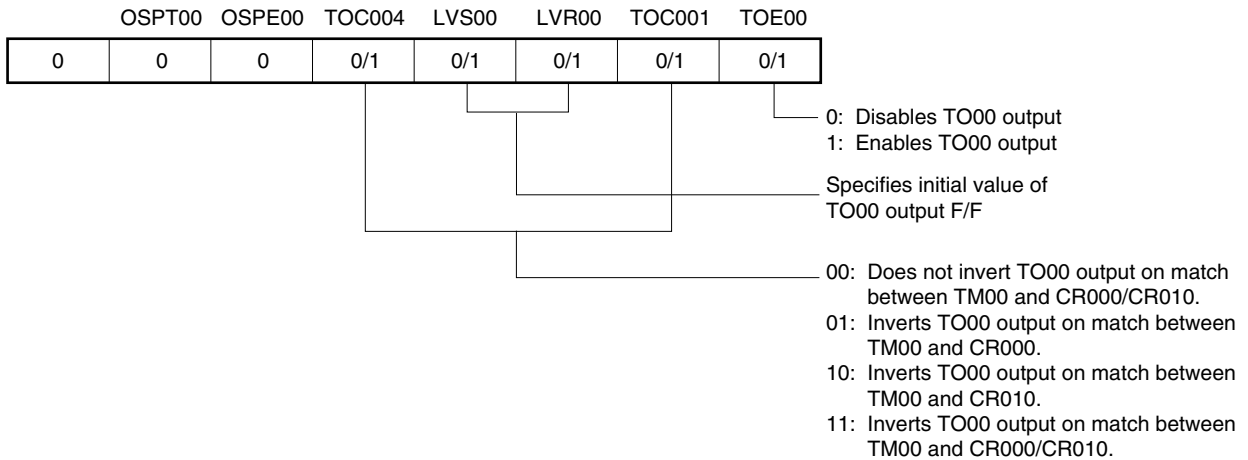 OSPT00 OSPE00 TOC004 LVS00 LVR00 TOC001 TOE00
0 0 0 0/1 0/1 0/1 0/1 0/1
0: Disables TO00 output
1: Enables TO00 output
Specifies initial value of
TO00 output F/F
00: Does not invert TO00 output on match
between TM00 and CR000/CR010.
01: Inverts TO00 output on match between
TM00 and CR000.
10: Inverts TO00 output on match between
TM00 and CR010.
11: Inverts TO00 output on match between
TM00 and CR000/CR010.